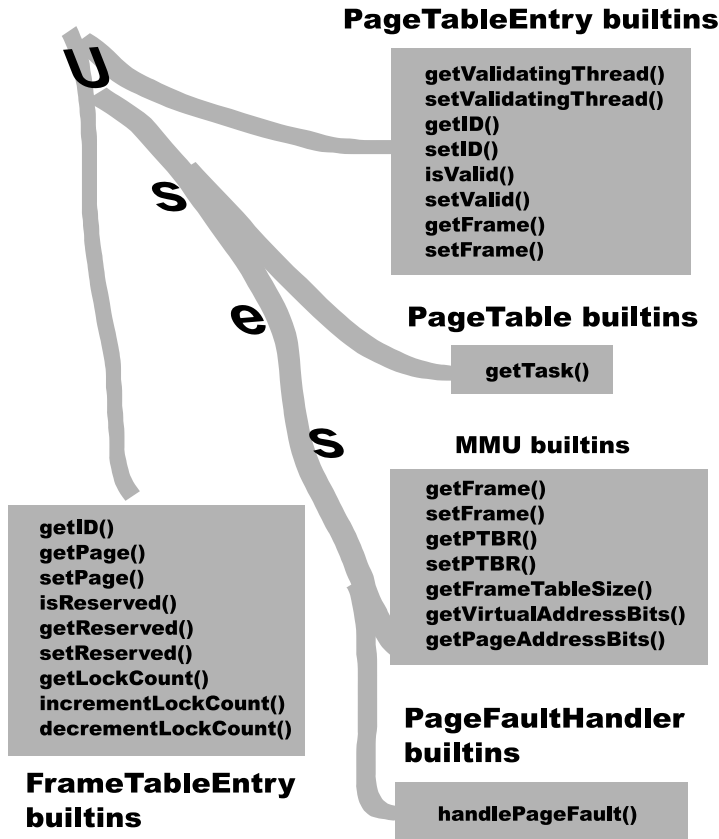 Uses
PageTableEntry builtins
getValidatingThread()
setValidatingThread()
getID()
setID()
isValid()
setValid()
getFrame()
setFrame()
PageTable builtins
getTask()
MMU builtins
getFrame()
setFrame()
getPTBR()
setPTBR()
getFrameTableSize()
getVirtualAddressBits()
getPageAddressBits()
getID()
getPage()
setPage()
isReserved()
getReserved()
setReserved()
getLockCount()
incrementLockCount()
decrementLockCount()
FrameTableEntry
builtins
PageFaultHandler
builtins
handlePageFault()